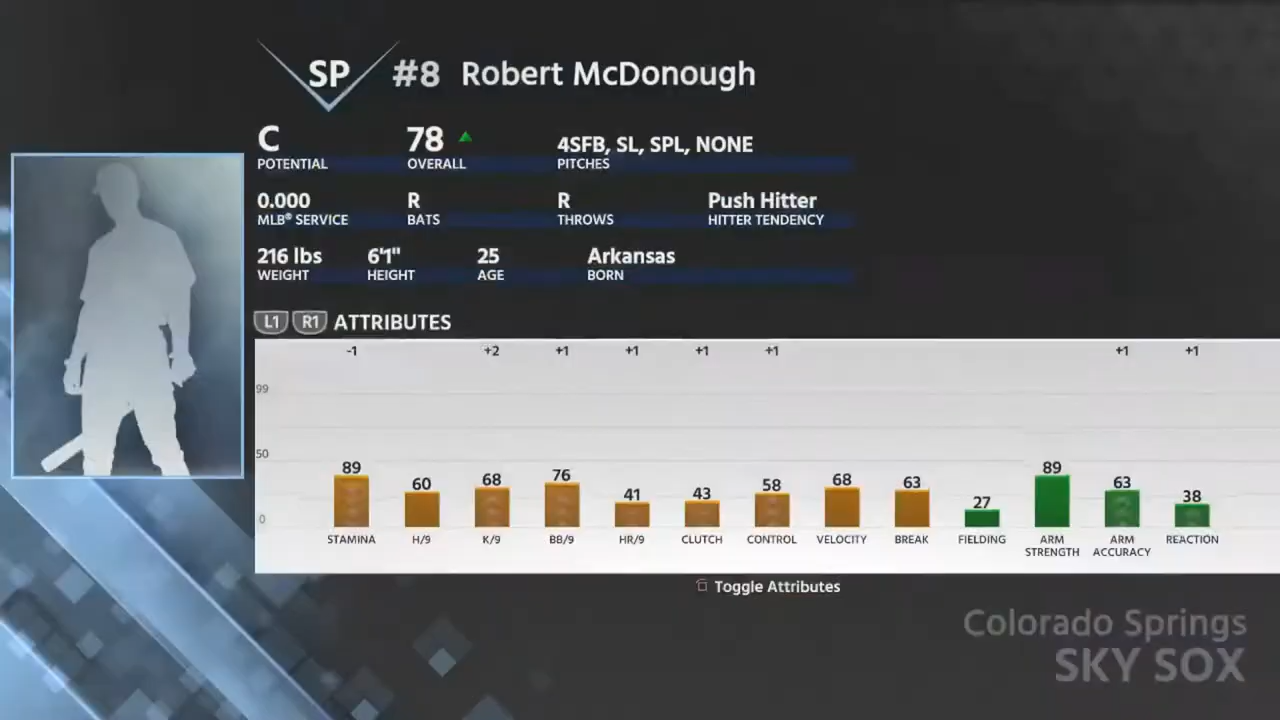 SP #8 Robert McDonough
C 78 4SFB, SL, SPL, NONE
POTENTIAL OVERALL PITCHES
0.000 R R Push Hitter
MLB® SERVICE BATS THROWS HITTER TENDENCY
216 lbs 6'1" 25 Arkansas
WEIGHT HEIGHT AGE BORN
L1 R1 ATTRIBUTES
-1 +2 +1 +1 +1 +1 +1 +1
99
50
0
89 60 68 76 41 43 58 68 63 27 89 63 38
STAMINA H/9 K/9 BB/9 HR/9 CLUTCH CONTROL VELOCITY BREAK FIELDING ARM STRENGTH ARM ACCURACY REACTION
Toggle Attributes
Colorado Springs
SKY SOX